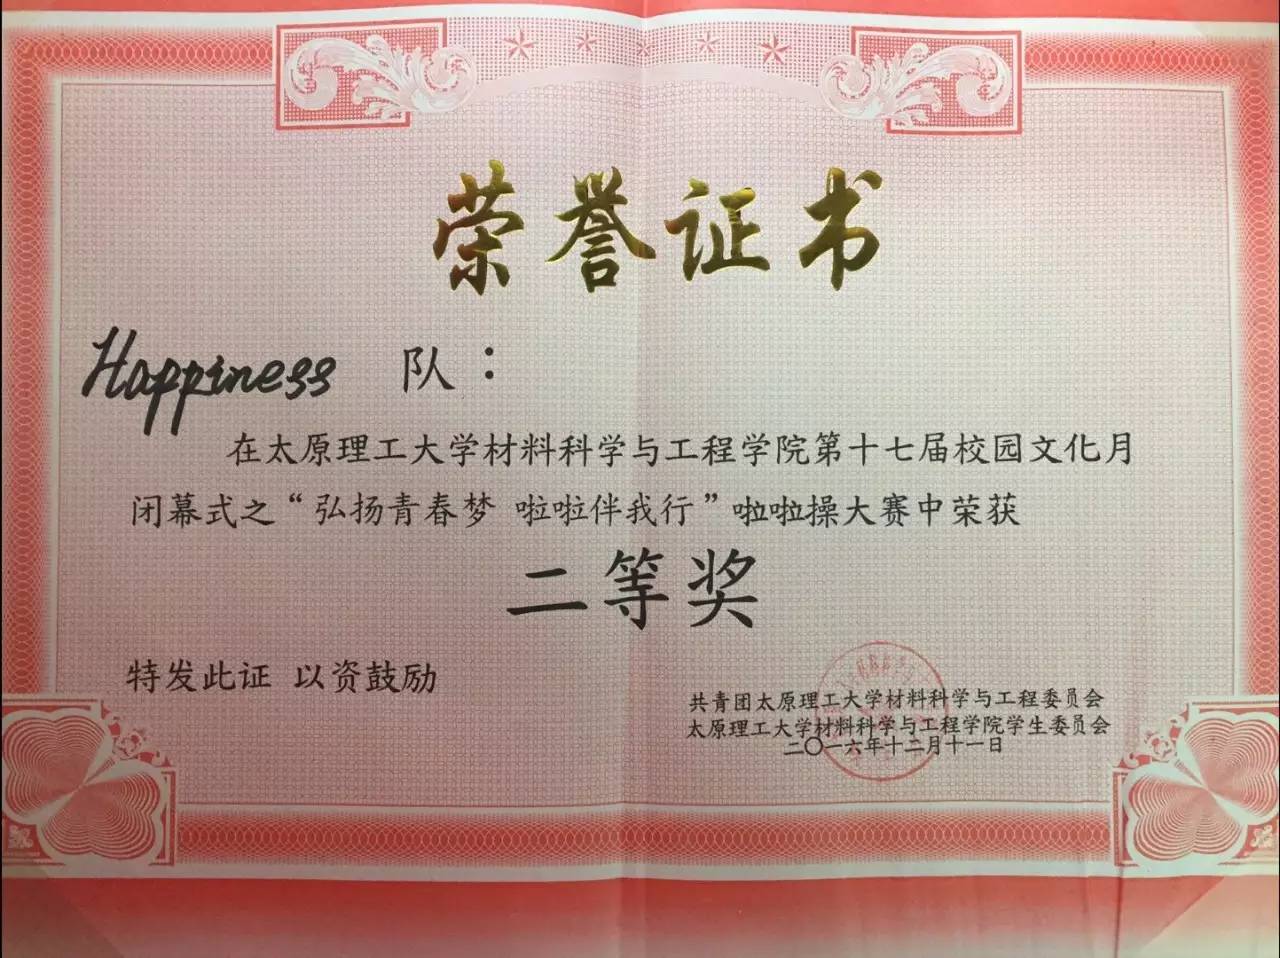 荣誉证书
Happiness 队：
在太原理工大学材料科学与工程学院第十七届校园文化月
闭幕式之“弘扬青春梦 啦啦伴我行”啦啦操大赛中荣获
二等奖
特发此证 以资鼓励
共青团太原理工大学材料科学与工程委员会
太原理工大学材料科学与工程学院学生委员会
二〇一六年十二月十一日